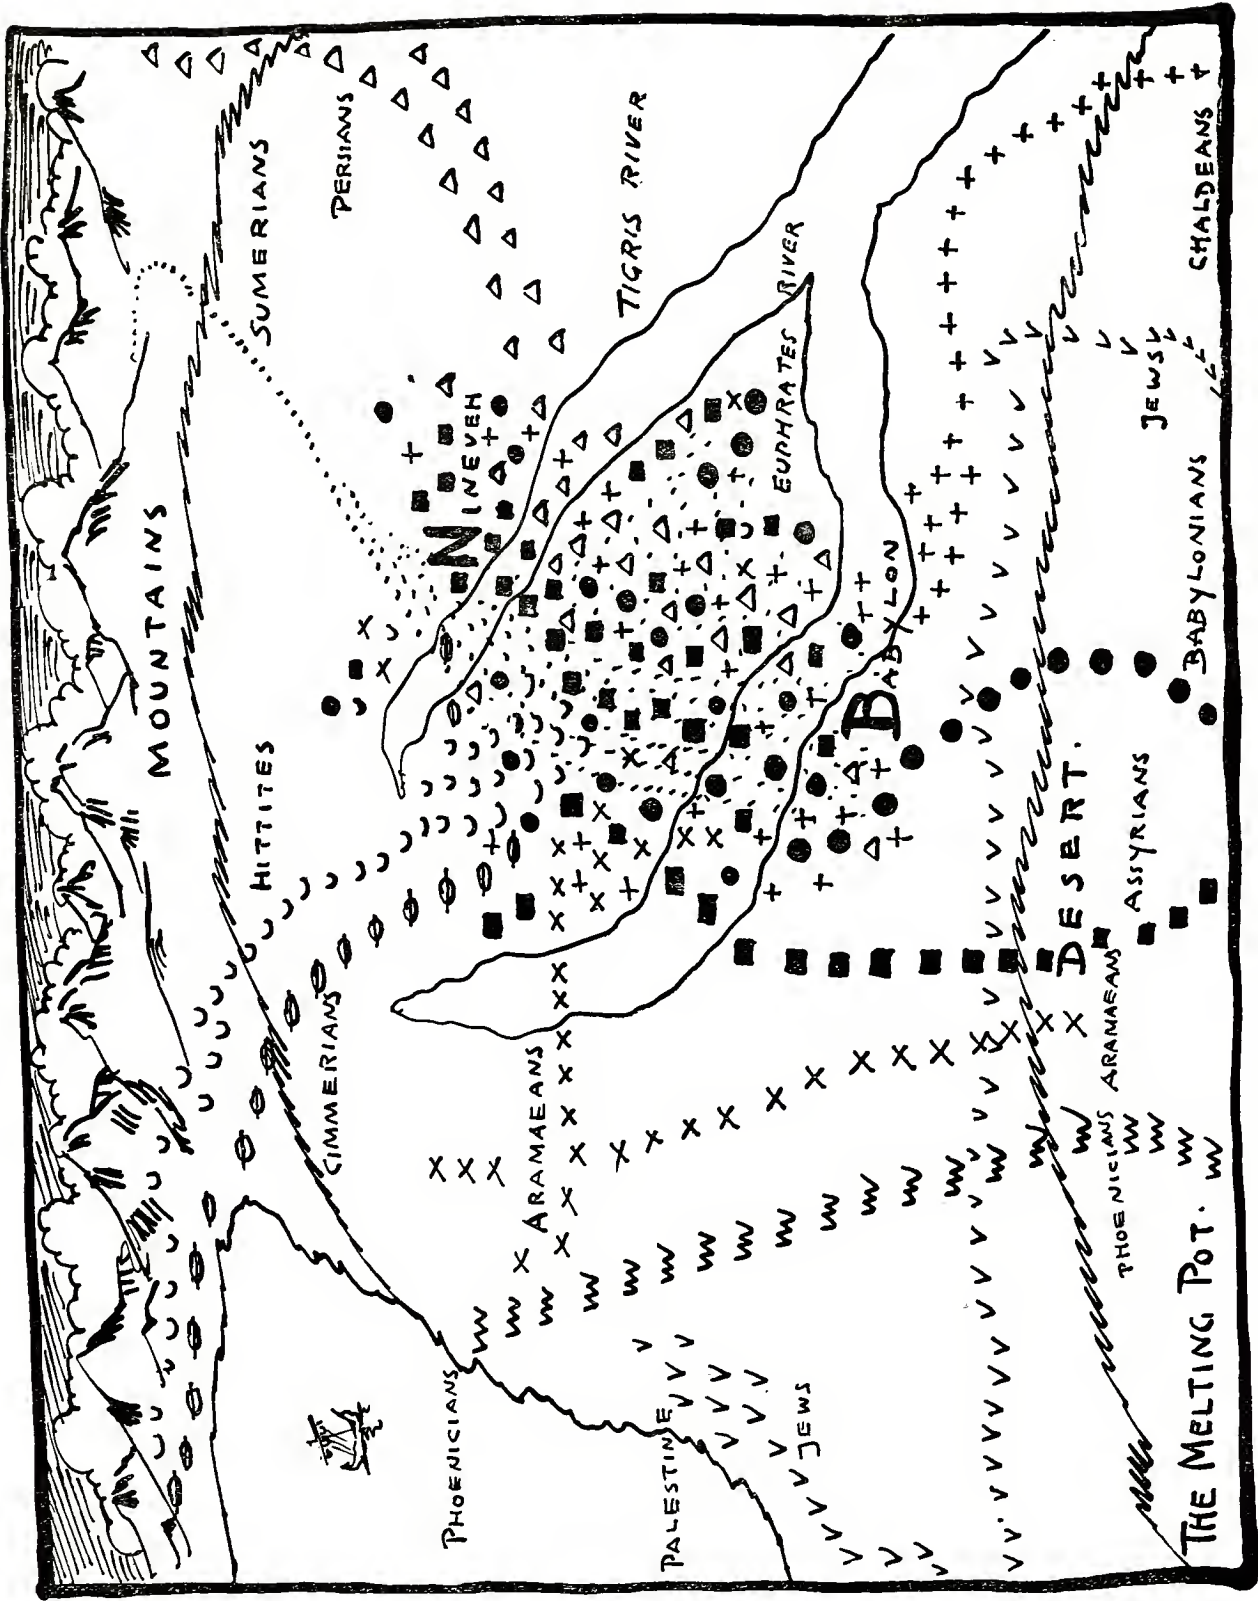 MOUNTAINS
HITTITES
SUMERIANS
CIMMERIANS
PERSIANS
PHOENICIANS
NINEVEH
ARAMAEANS
TIGRIS RIVER
PALESTINE
EUPHRATES RIVER
JEWS
BABYLON
DESERT.
PHOENICIANS
ARAMAEANS
ASSYRIANS
JEWS
THE MELTING POT.
BABYLONIANS
CHALDEANS